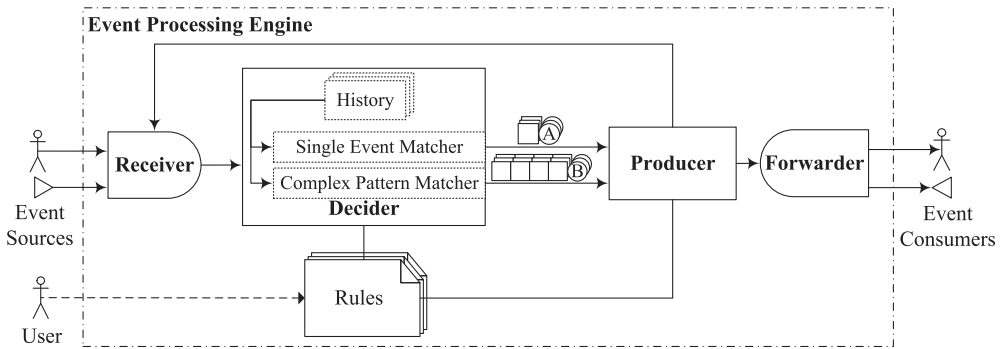 Event Processing Engine
History
Single Event Matcher
A
Receiver
Producer
Forwarder
Complex Pattern Matcher
B
Decider
Event
Sources
Event
Consumers
Rules
User